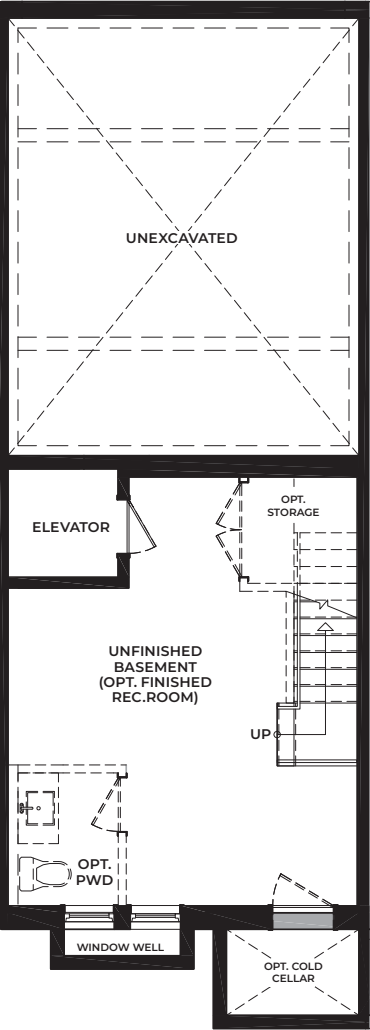 UNEXCAVATED
OPT.
STORAGE
ELEVATOR
UNFINISHED
BASEMENT
(OPT. FINISHED
REC.ROOM)
UP
OPT.
PWD
WINDOW WELL
OPT. COLD
CELLAR